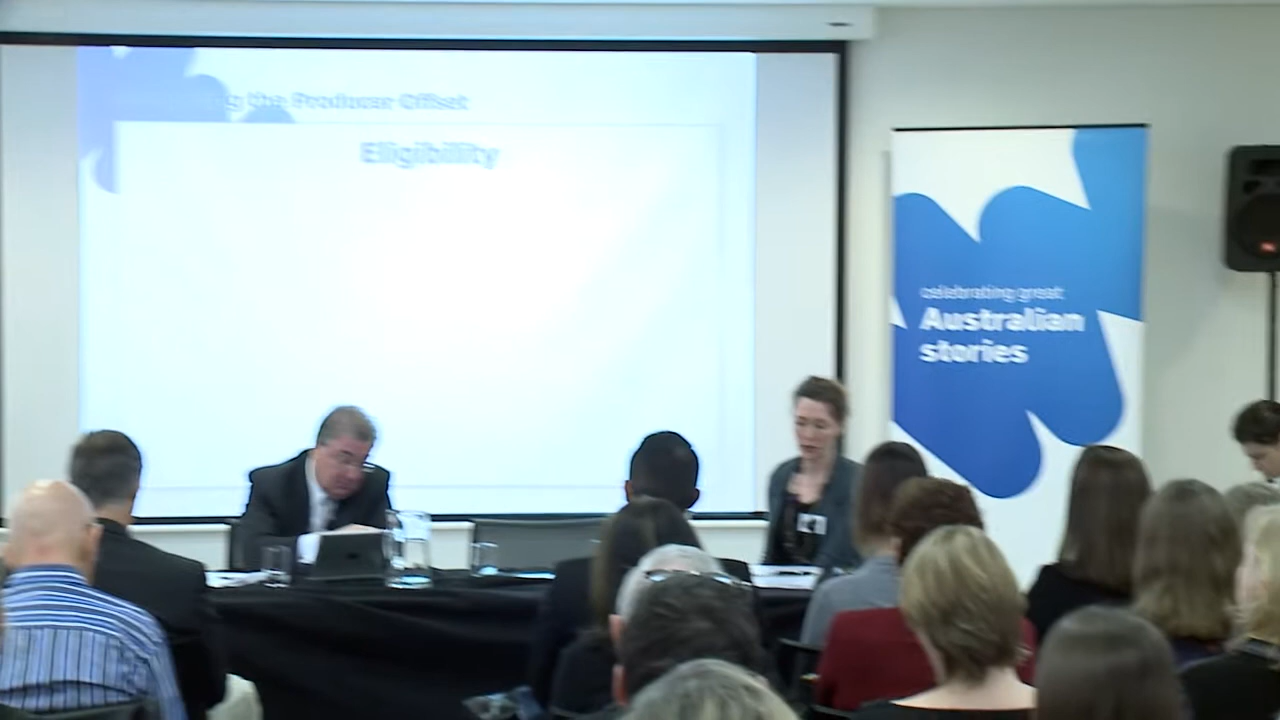 the Producer Offset
Eligibility
celebrating great
Australian
stories